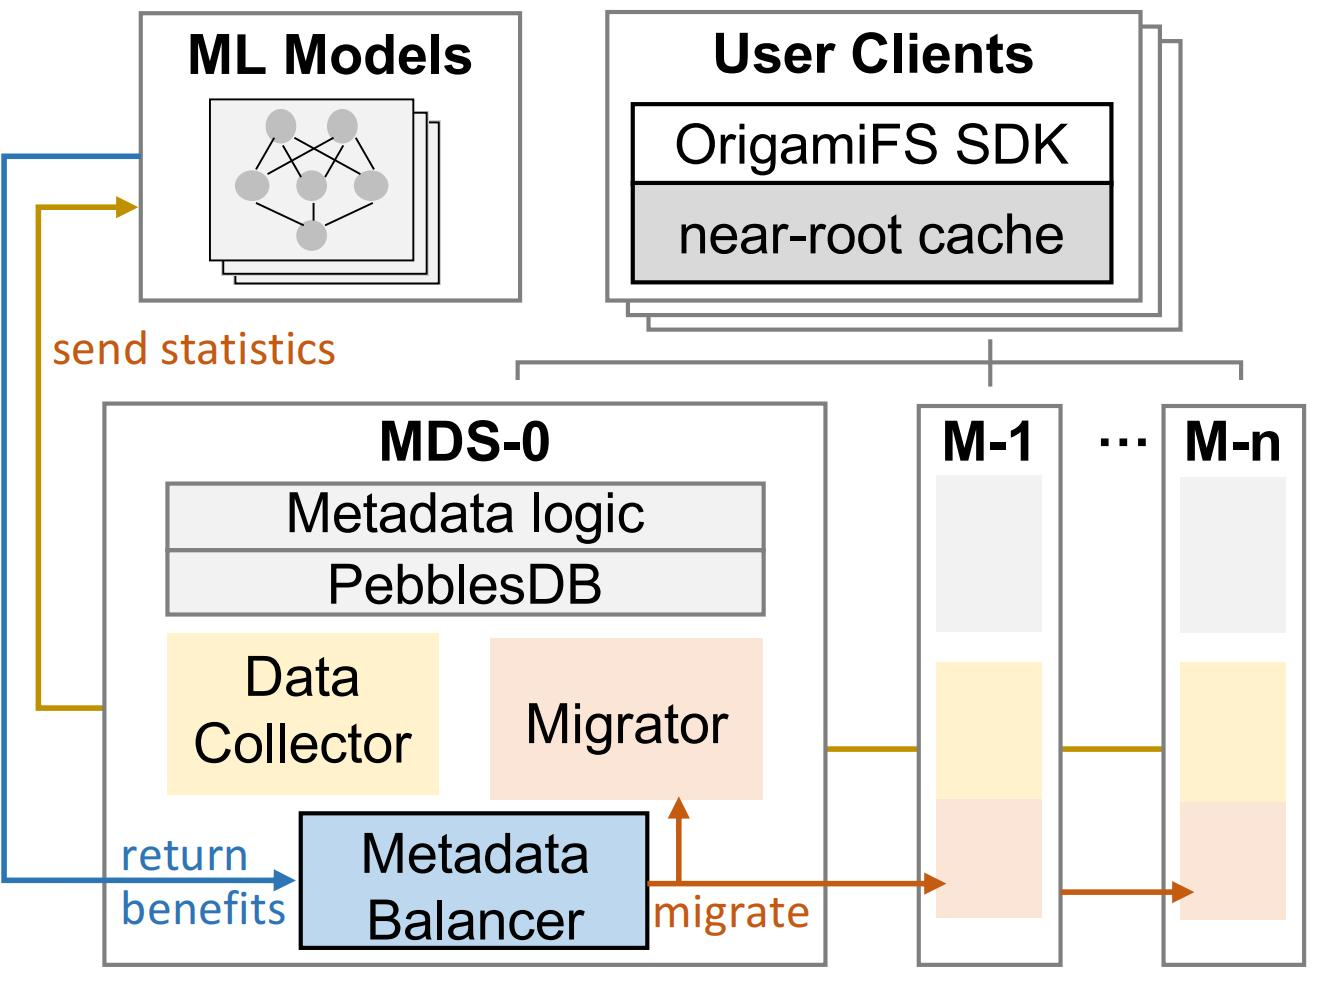 ML Models
User Clients
OrigamiFS SDK
near-root cache
send statistics
MDS-0
M-1
...
M-n
Metadata logic
PebblesDB
Data
Collector
Migrator
return
benefits
Metadata
Balancer
migrate